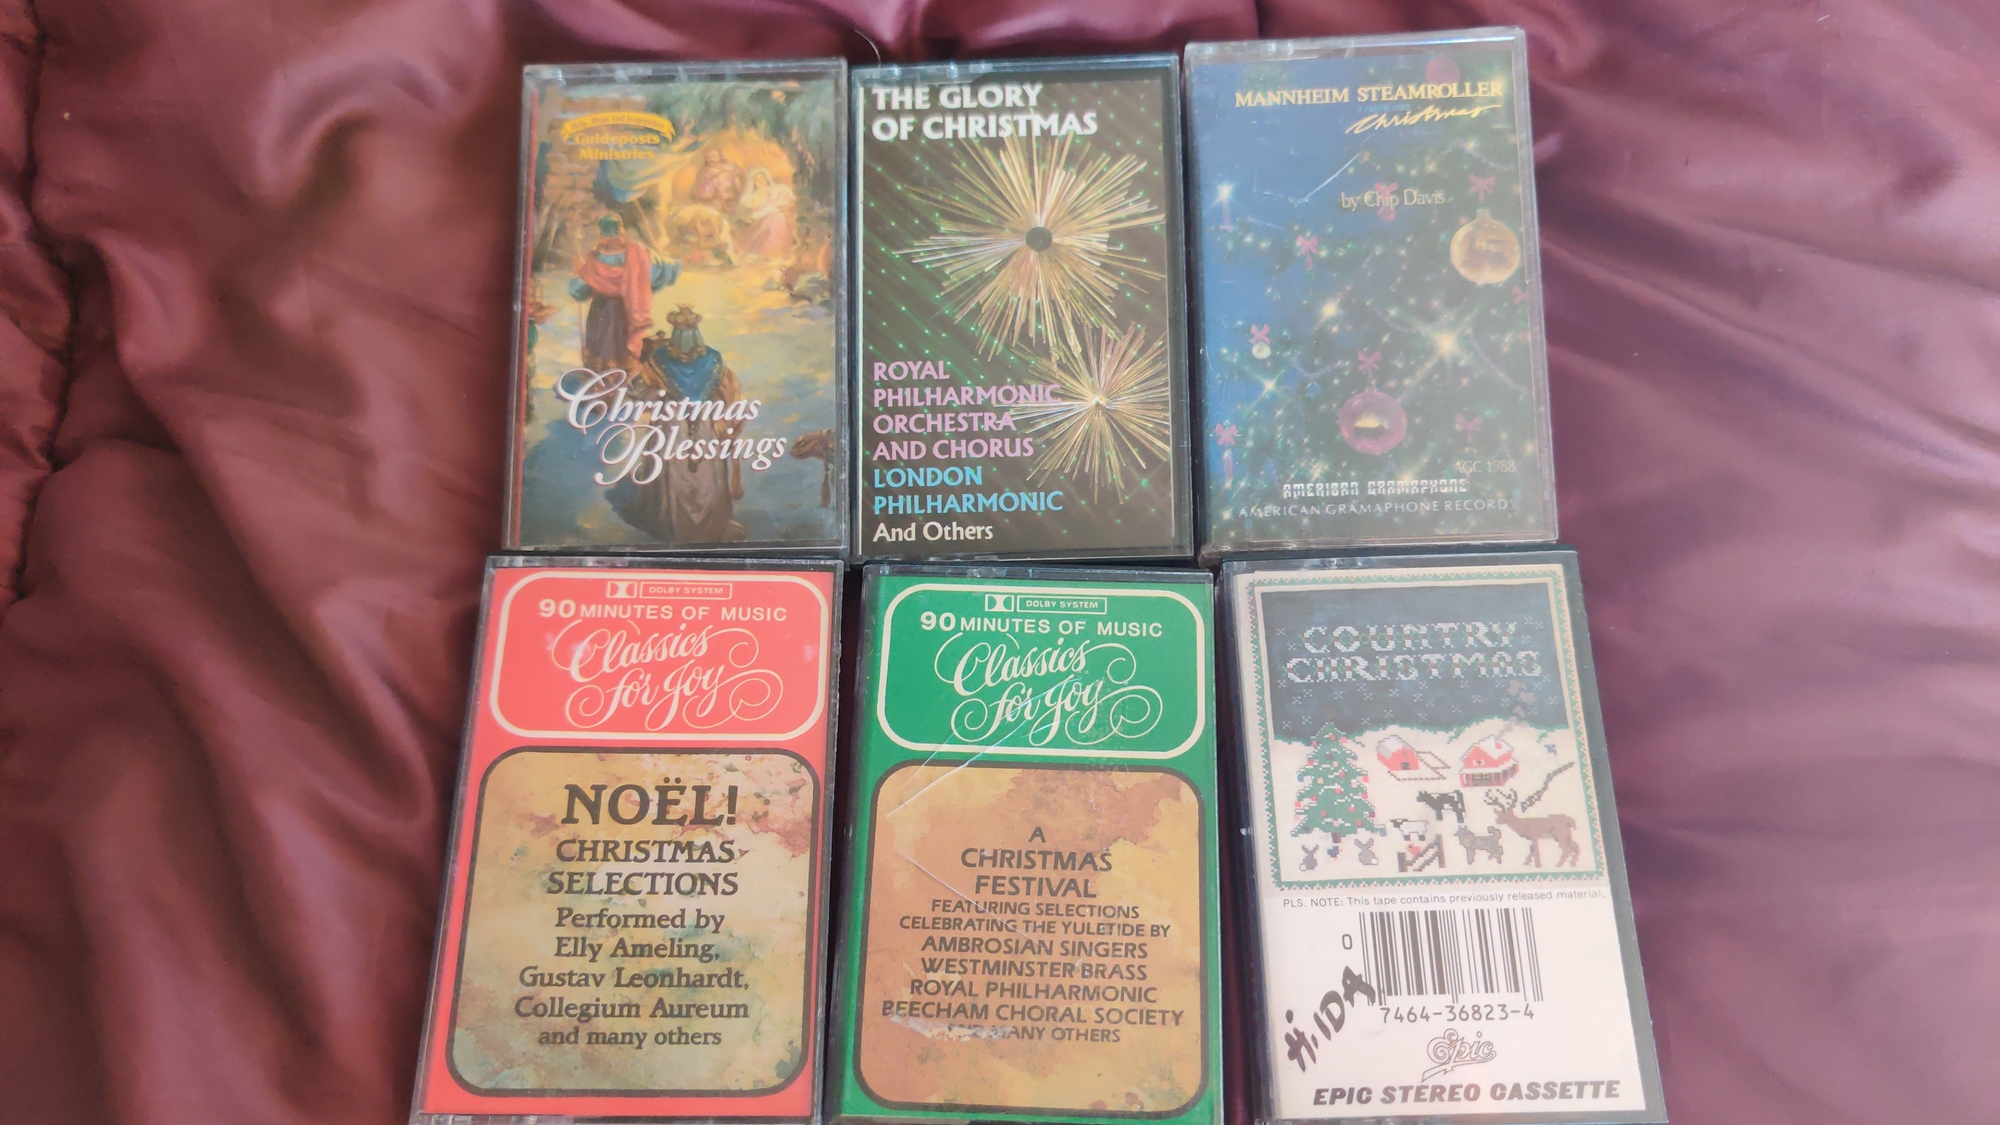 Guideposts
Ministries
Christmas
Blessings
THE GLORY
OF CHRISTMAS
ROYAL
PHILHARMONIC
ORCHESTRA
AND CHORUS
LONDON
PHILHARMONIC
And Others
MANNHEIM STEAMROLLER
Christmas
by Chip Davis
AGC 1988
AMERICAN GRAMAPHONE
AMERICAN GRAMAPHONE RECORDS
DOLBY SYSTEM
90 MINUTES OF MUSIC
Classics
for Joy
NOËL!
CHRISTMAS
SELECTIONS
Performed by
Elly Ameling,
Gustav Leonhardt,
Collegium Aureum
and many others
DOLBY SYSTEM
90 MINUTES OF MUSIC
Classics
for Joy
A
CHRISTMAS
FESTIVAL
FEATURING SELECTIONS
CELEBRATING THE YULETIDE BY
AMBROSIAN SINGERS
WESTMINSTER BRASS
ROYAL PHILHARMONIC
BEECHAM CHORAL SOCIETY
AND MANY OTHERS
COUNTRY
CHRISTMAS
PLS. NOTE: This tape contains previously released material.
0
7464-36823-4
HiLDA
Epic
EPIC STEREO CASSETTE